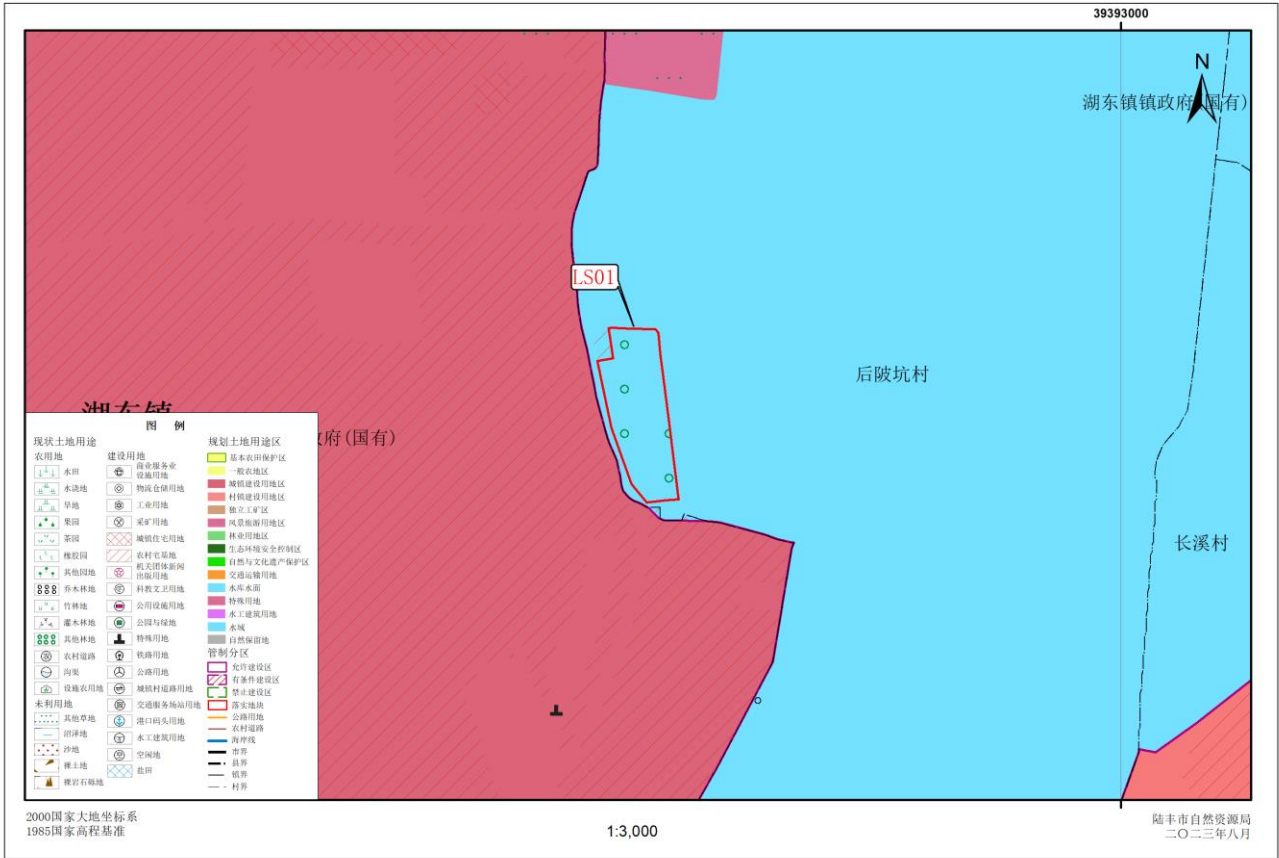 39393000
N
湖东镇镇政府(国有)
LS01
后陂坑村
长溪村
湖东镇
政府(国有)
图 例
现状土地用途
农用地
水田
水浇地
旱地
果园
茶园
橡胶园
其他园地
乔木林地
竹林地
灌木林地
其他林地
农村道路
沟渠
设施农用地
未利用地
其他草地
沼泽地
沙地
裸土地
裸岩石砾地
建设用地
商业服务业
设施用地
物流仓储用地
工业用地
采矿用地
城镇住宅用地
农村宅基地
机关团体新闻
出版用地
科教文卫用地
公用设施用地
公园与绿地
特殊用地
铁路用地
公路用地
城镇村道路用地
交通服务场站用地
港口码头用地
水工建筑用地
空闲地
盐田
规划土地用途区
基本农田保护区
一般农地区
城镇建设用地区
村镇建设用地区
独立工矿区
风景旅游用地区
林业用地区
生态环境安全控制区
自然与文化遗产保护区
交通运输用地
水库水面
特殊用地
水工建筑用地
水域
自然保留地
管制分区
允许建设区
有条件建设区
禁止建设区
落实地块
公路用地
农村道路
海岸线
市界
县界
镇界
村界
2000国家大地坐标系
1985国家高程基准
1:3,000
陆丰市自然资源局
二〇二三年八月